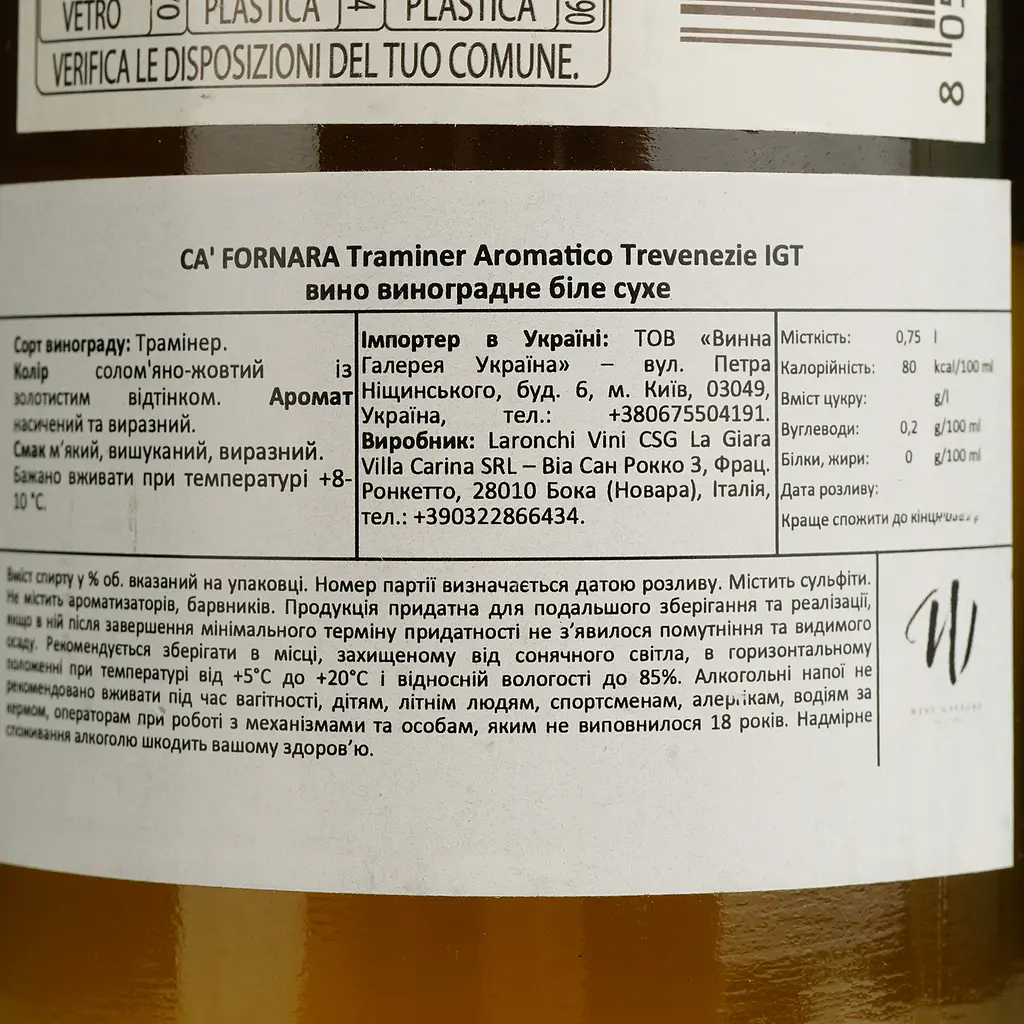 VETRO PLASTICA PLASTICA
VERIFICA LE DISPOSIZIONI DEL TUO COMUNE.
8
CA' FORNARA Traminer Aromatico Trevenezie IGT
вино виноградне біле сухе
Сорт винограду: Трамінер.
Колір солом'яно-жовтий із
золотистим відтінком. Аромат
насичений та виразний.
Смак м'який, вишуканий, виразний.
Бажано вживати при температурі +8-
10 °С.
Імпортер в Україні: ТОВ «Винна
Галерея Україна» – вул. Петра
Ніщинського, буд. 6, м. Київ, 03049,
Україна, тел.: +380675504191.
Виробник: Laronchi Vini CSG La Giara
Villa Carina SRL – Віа Сан Рокко 3, Фрац.
Ронкетто, 28010 Бока (Новара), Італія,
тел.: +390322866434.
Місткість: 0,75 l
Калорійність: 80 kcal/100 ml
Вміст цукру: g/l
Вуглеводи: 0,2 g/100 ml
Білки, жири: 0 g/100 ml
Дата розливу:
Краще спожити до
Вміст спирту у % об. вказаний на упаковці. Номер партії визначається датою розливу. Містить сульфіти.
Не містить ароматизаторів, барвників. Продукція придатна для подальшого зберігання та реалізації,
якщо в ній після завершення мінімального терміну придатності не з'явилося помутніння та видимого
осаду. Рекомендується зберігати в місці, захищеному від сонячного світла, в горизонтальному
положенні при температурі від +5°С до +20°С і відносній вологості до 85%. Алкогольні напої не
рекомендовано вживати під час вагітності, дітям, літнім людям, спортсменам, алергікам, водіям за
кермом, операторам при роботі з механізмами та особам, яким не виповнилося 18 років. Надмірне
споживання алкоголю шкодить вашому здоров'ю.